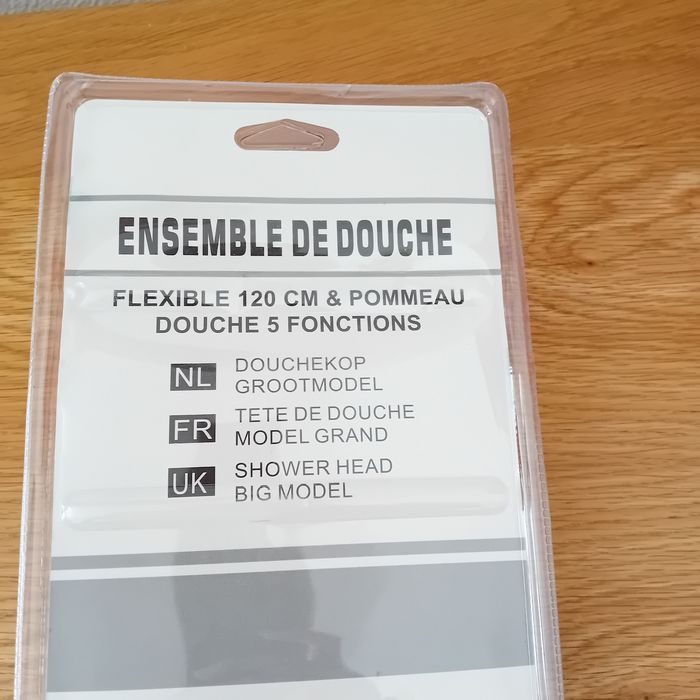 ENSEMBLE DE DOUCHE
FLEXIBLE 120 CM & POMMEAU
DOUCHE 5 FONCTIONS
NL DOUCHEKOP
GROOTMODEL
FR TETE DE DOUCHE
MODEL GRAND
UK SHOWER HEAD
BIG MODEL